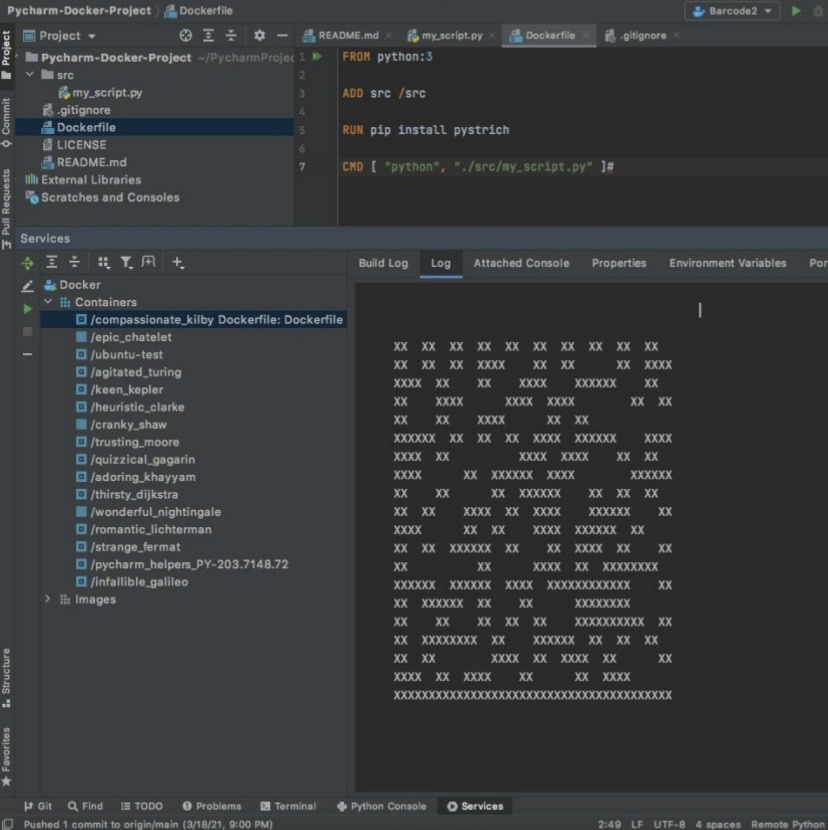 Pycharm-Docker-Project Dockerfile
Barcode2
Project
README.md my_script.py Dockerfile .gitignore
Pycharm-Docker-Project ~/PycharmProjec
src
my_script.py
.gitignore
Dockerfile
LICENSE
README.md
External Libraries
Scratches and Consoles
1 FROM python:3
2
3 ADD src /src
4
5 RUN pip install pystrich
6
7 CMD [ "python", "./src/my_script.py" ]#
Project
Commit
Pull Requests
Services
Build Log Log Attached Console Properties Environment Variables Por
Docker
Containers
/compassionate_kilby Dockerfile: Dockerfile
/epic_chatelet
/ubuntu-test
/agitated_turing
/keen_kepler
/heuristic_clarke
/cranky_shaw
/trusting_moore
/quizzical_gagarin
/adoring_khayyam
/thirsty_dijkstra
/wonderful_nightingale
/romantic_lichterman
/strange_fermat
/pycharm_helpers_PY-203.7148.72
/infallible_galileo
Images
XX  XX  XX  XX  XX  XX  XX  XX  XX  XX
XX  XX  XX  XXXX    XX  XX      XX  XXXX
XXXX  XX    XX    XXXX    XXXXXX    XX
XX    XXXX      XXXX  XXXX        XX  XX
XX    XX    XXXX      XX  XX
XXXXXX  XX  XX  XX  XXXX  XXXXXX    XXXX
XXXX  XX          XXXX  XXXX    XX  XX
XXXX      XX  XXXXXX  XXXX        XXXXXX
XX    XX      XX  XXXXXX    XX  XX  XX
XX  XX    XXXX  XX  XXXX  XXXXXX      XX
XXXX      XX  XX    XXXX  XXXXXX  XX
XX  XX  XXXXXX  XX    XX  XXXX  XX    XX
XX          XX      XXXX  XX  XXXXXXXX
XXXXXX  XXXXXX  XXXX  XXXXXXXXXXXX    XX
XX  XXXXXX  XX    XX      XXXXXXXX
XX    XX    XX  XX  XX    XXXXXXXXXX  XX
XX  XXXXXXXX  XX    XXXXXX  XX  XX  XX
XX  XX        XXXX  XX  XXXX  XX      XX
XXXX  XX  XXXX    XX      XX  XXXX
XXXXXXXXXXXXXXXXXXXXXXXXXXXXXXXXXXXXXXXX
Structure
Favorites
Git Find TODO Problems Terminal Python Console Services
Pushed 1 commit to origin/main (3/18/21, 9:00 PM) 2:49 LF UTF-8 4 spaces Remote Python